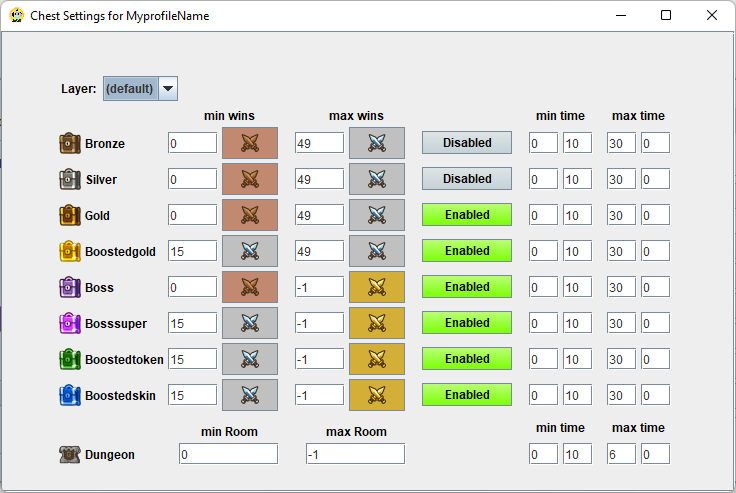 Chest Settings for MyprofileName
Layer: (default)
min wins max wins min time max time
Bronze 0 49 Disabled 0 10 30 0
Silver 0 49 Disabled 0 10 30 0
Gold 0 49 Enabled 0 10 30 0
Boostedgold 15 49 Enabled 0 10 30 0
Boss 0 -1 Enabled 0 10 30 0
Bosssuper 15 -1 Enabled 0 10 30 0
Boostedtoken 15 -1 Enabled 0 10 30 0
Boostedskin 15 -1 Enabled 0 10 30 0
min Room max Room min time max time
Dungeon 0 -1 0 10 6 0